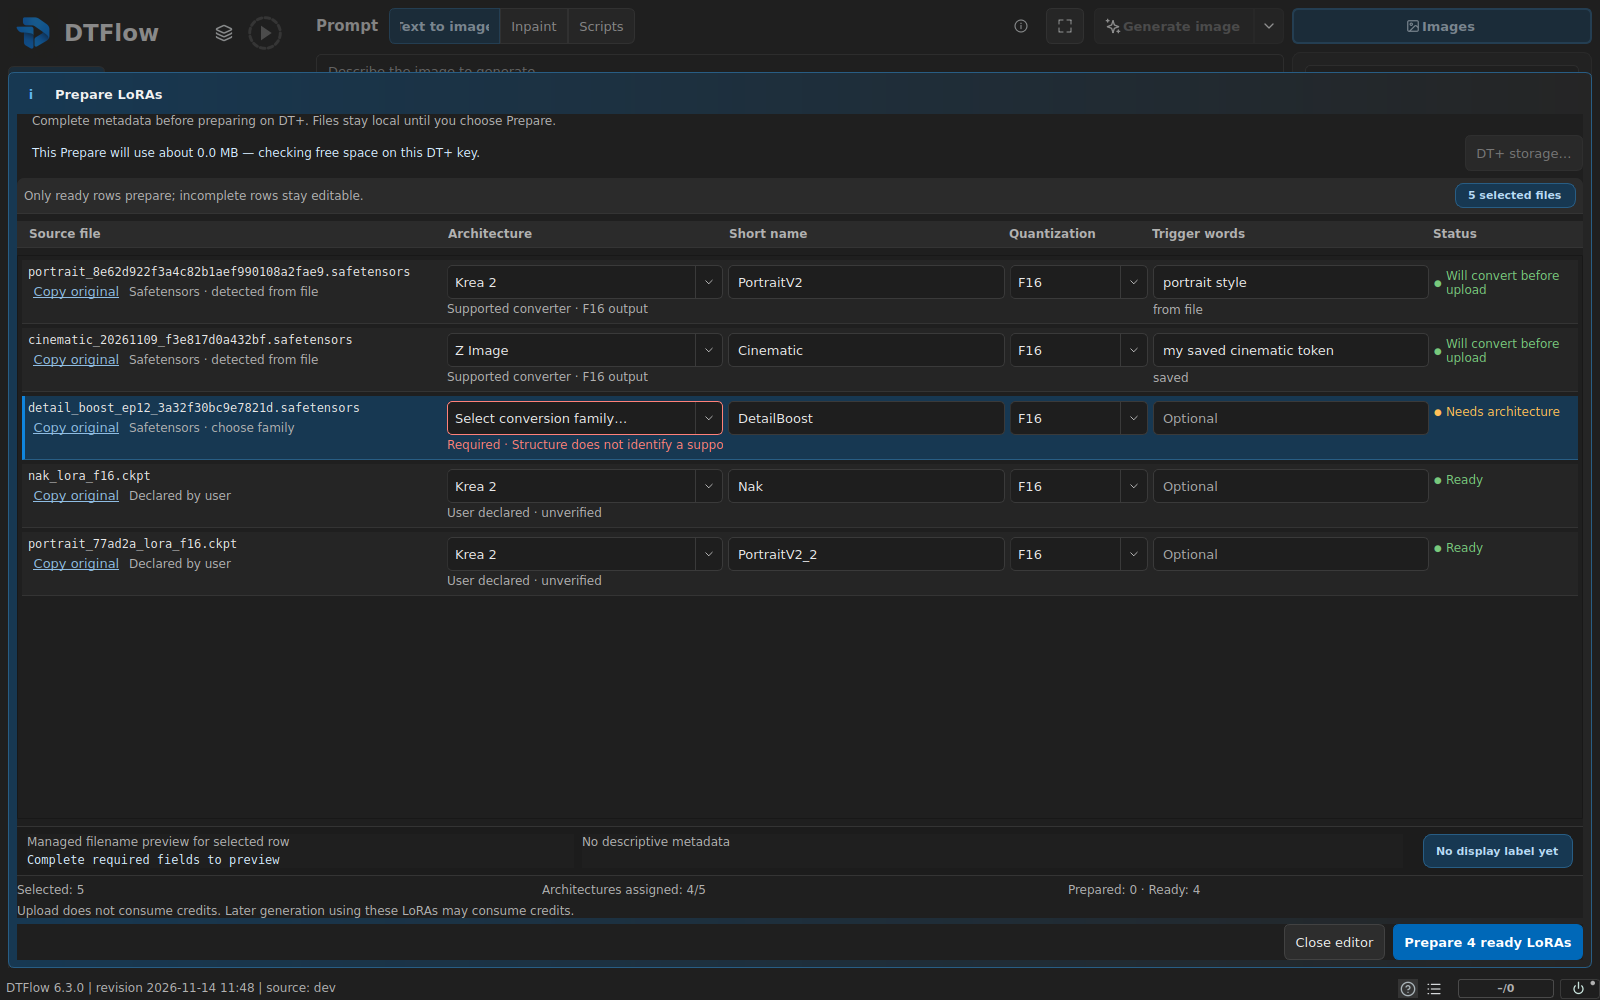 DTFlow
Prompt
Text to image
Inpaint
Scripts
Generate image
Images
Describe the image to generate
i Prepare LoRAs
Complete metadata before preparing on DT+. Files stay local until you choose Prepare.
This Prepare will use about 0.0 MB — checking free space on this DT+ key.
DT+ storage...
Only ready rows prepare; incomplete rows stay editable.
5 selected files
Source file Architecture Short name Quantization Trigger words Status
portrait_8e62d922f3a4c82b1aef990108a2fae9.safetensors
Copy original Safetensors · detected from file
Krea 2
Supported converter · F16 output
PortraitV2
F16
portrait style
from file
Will convert before
upload
cinematic_20261109_f3e817d0a432bf.safetensors
Copy original Safetensors · detected from file
Z Image
Supported converter · F16 output
Cinematic
F16
my saved cinematic token
saved
Will convert before
upload
detail_boost_ep12_3a32f30bc9e7821d.safetensors
Copy original Safetensors · choose family
Select conversion family...
Required · Structure does not identify a suppo
DetailBoost
F16
Optional
Needs architecture
nak_lora_f16.ckpt
Copy original Declared by user
Krea 2
User declared · unverified
Nak
F16
Optional
Ready
portrait_77ad2a_lora_f16.ckpt
Copy original Declared by user
Krea 2
User declared · unverified
PortraitV2_2
F16
Optional
Ready
Managed filename preview for selected row
Complete required fields to preview
No descriptive metadata
No display label yet
Selected: 5
Architectures assigned: 4/5
Prepared: 0 · Ready: 4
Upload does not consume credits. Later generation using these LoRAs may consume credits.
Close editor
Prepare 4 ready LoRAs
DTFlow 6.3.0 | revision 2026-11-14 11:48 | source: dev
-/0